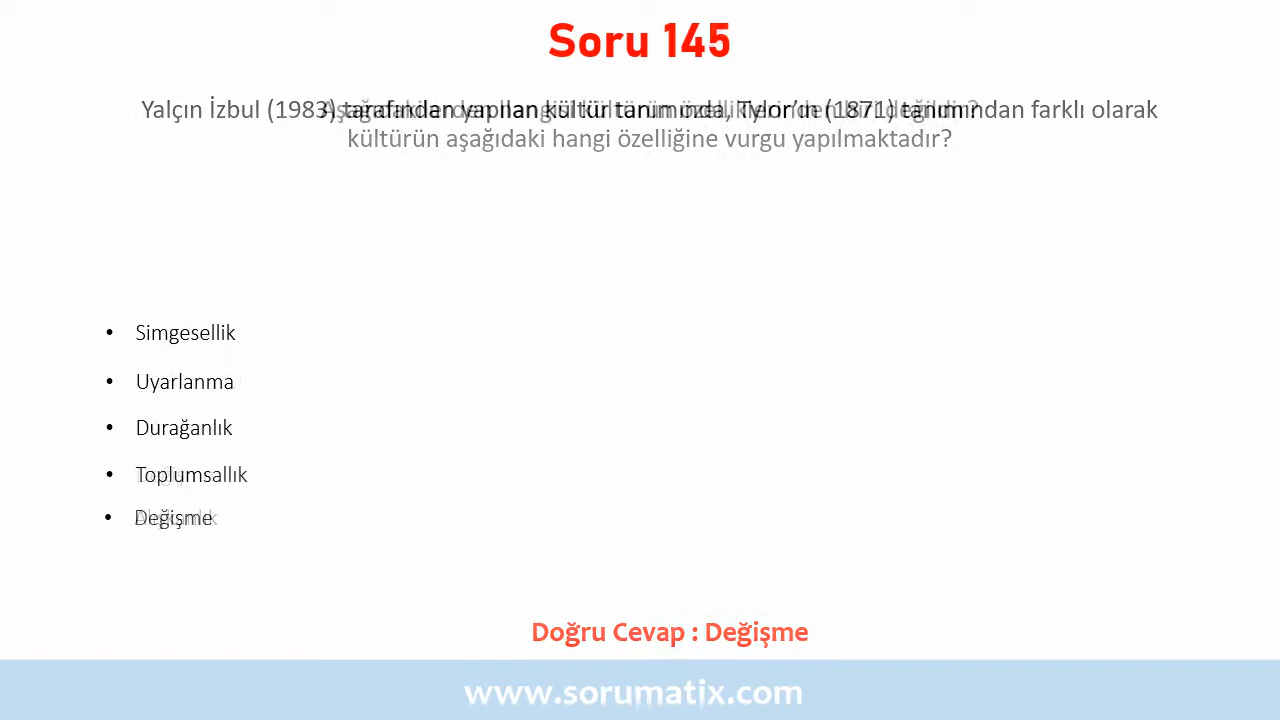 Soru 145
Yalçın İzbul (1983) tarafından yapılan kültür tanımında, Tylor’ın (1871) tanımından farklı olarak
kültürün aşağıdaki hangi özelliğine vurgu yapılmaktadır?
• Simgesellik
• Uyarlanma
• Durağanlık
• Toplumsallık
• Değişme
Doğru Cevap : Değişme
www.sorumatix.com